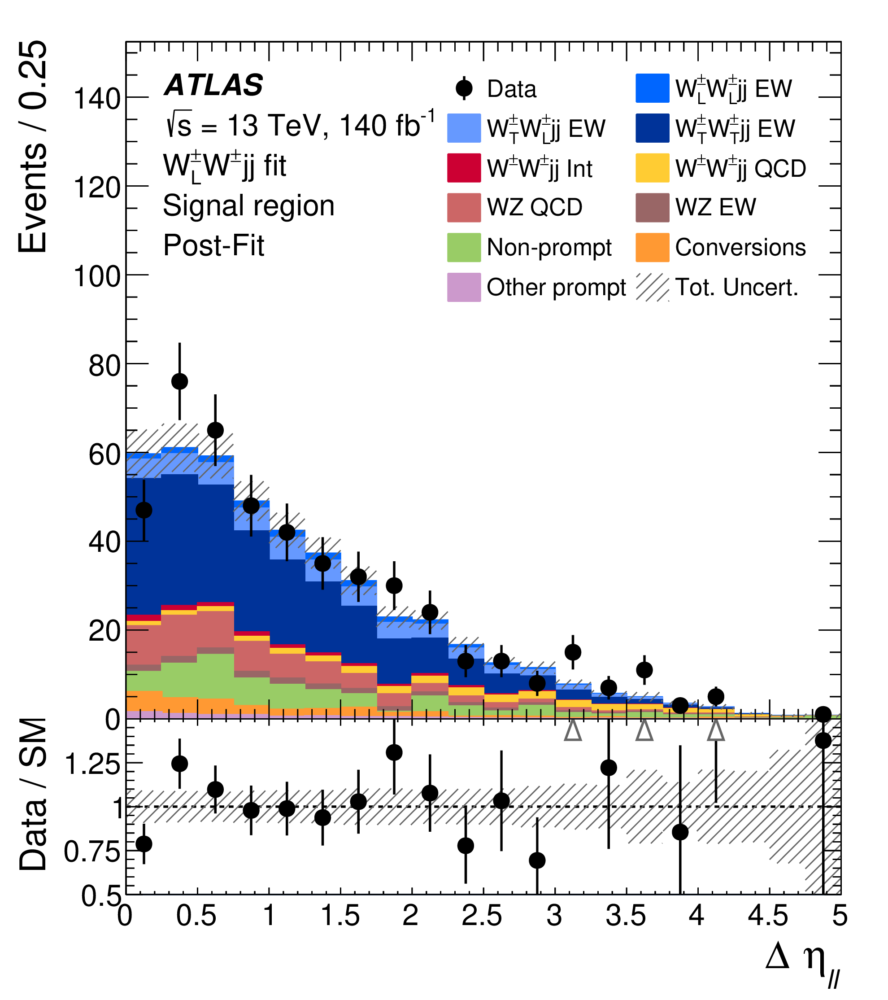 Events / 0.25
140
120
100
80
60
40
20
0
ATLAS
√s = 13 TeV, 140 fb⁻¹
W±LW±jj fit
Signal region
Post-Fit
Data
W±LW±Ljj EW
W±TW±Ljj EW
W±TW±Tjj EW
W±W±jj Int
W±W±jj QCD
WZ QCD
WZ EW
Non-prompt
Conversions
Other prompt
Tot. Uncert.
Data / SM
1.25
1
0.75
0.5
0 0.5 1 1.5 2 2.5 3 3.5 4 4.5 5
Δ η//